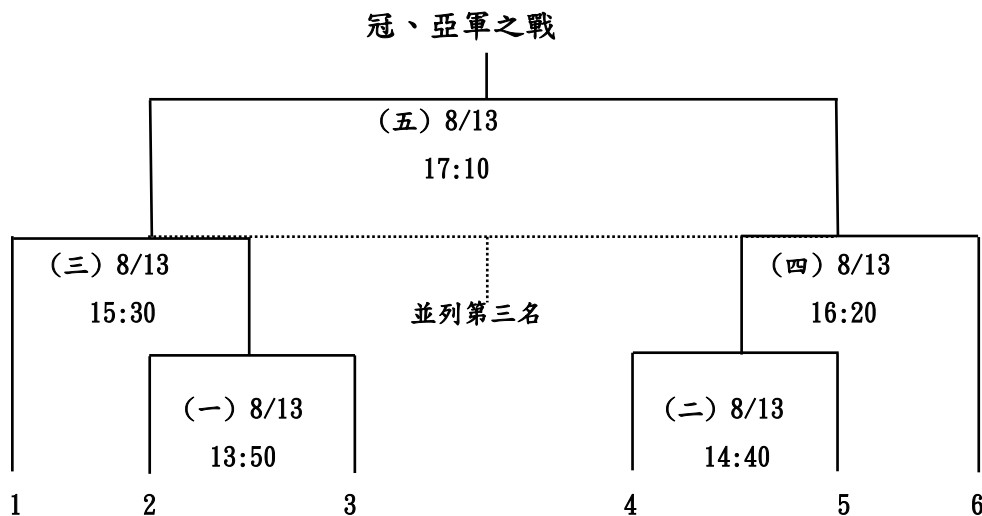 冠、亞軍之戰
(五) 8/13
17:10
(三) 8/13
15:30
(四) 8/13
16:20
並列第三名
(一) 8/13
13:50
(二) 8/13
14:40
1 2 3 4 5 6